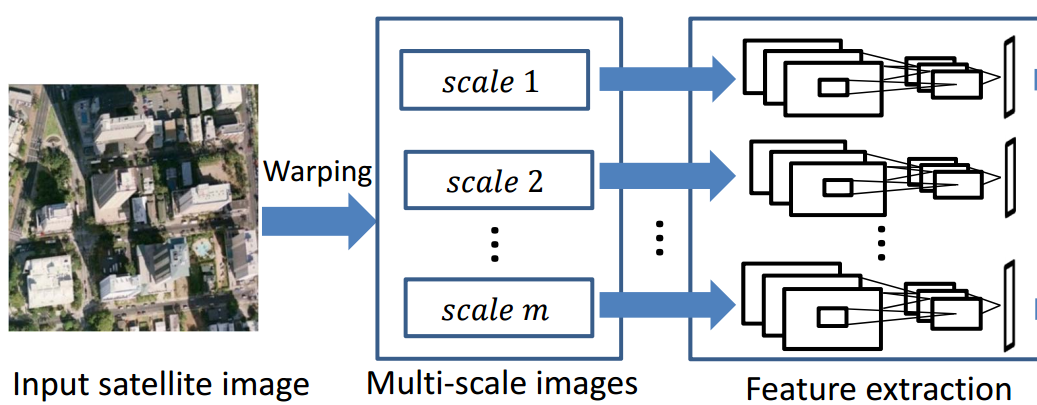 Warping
scale 1
scale 2
scale m
Input satellite image
Multi-scale images
Feature extraction